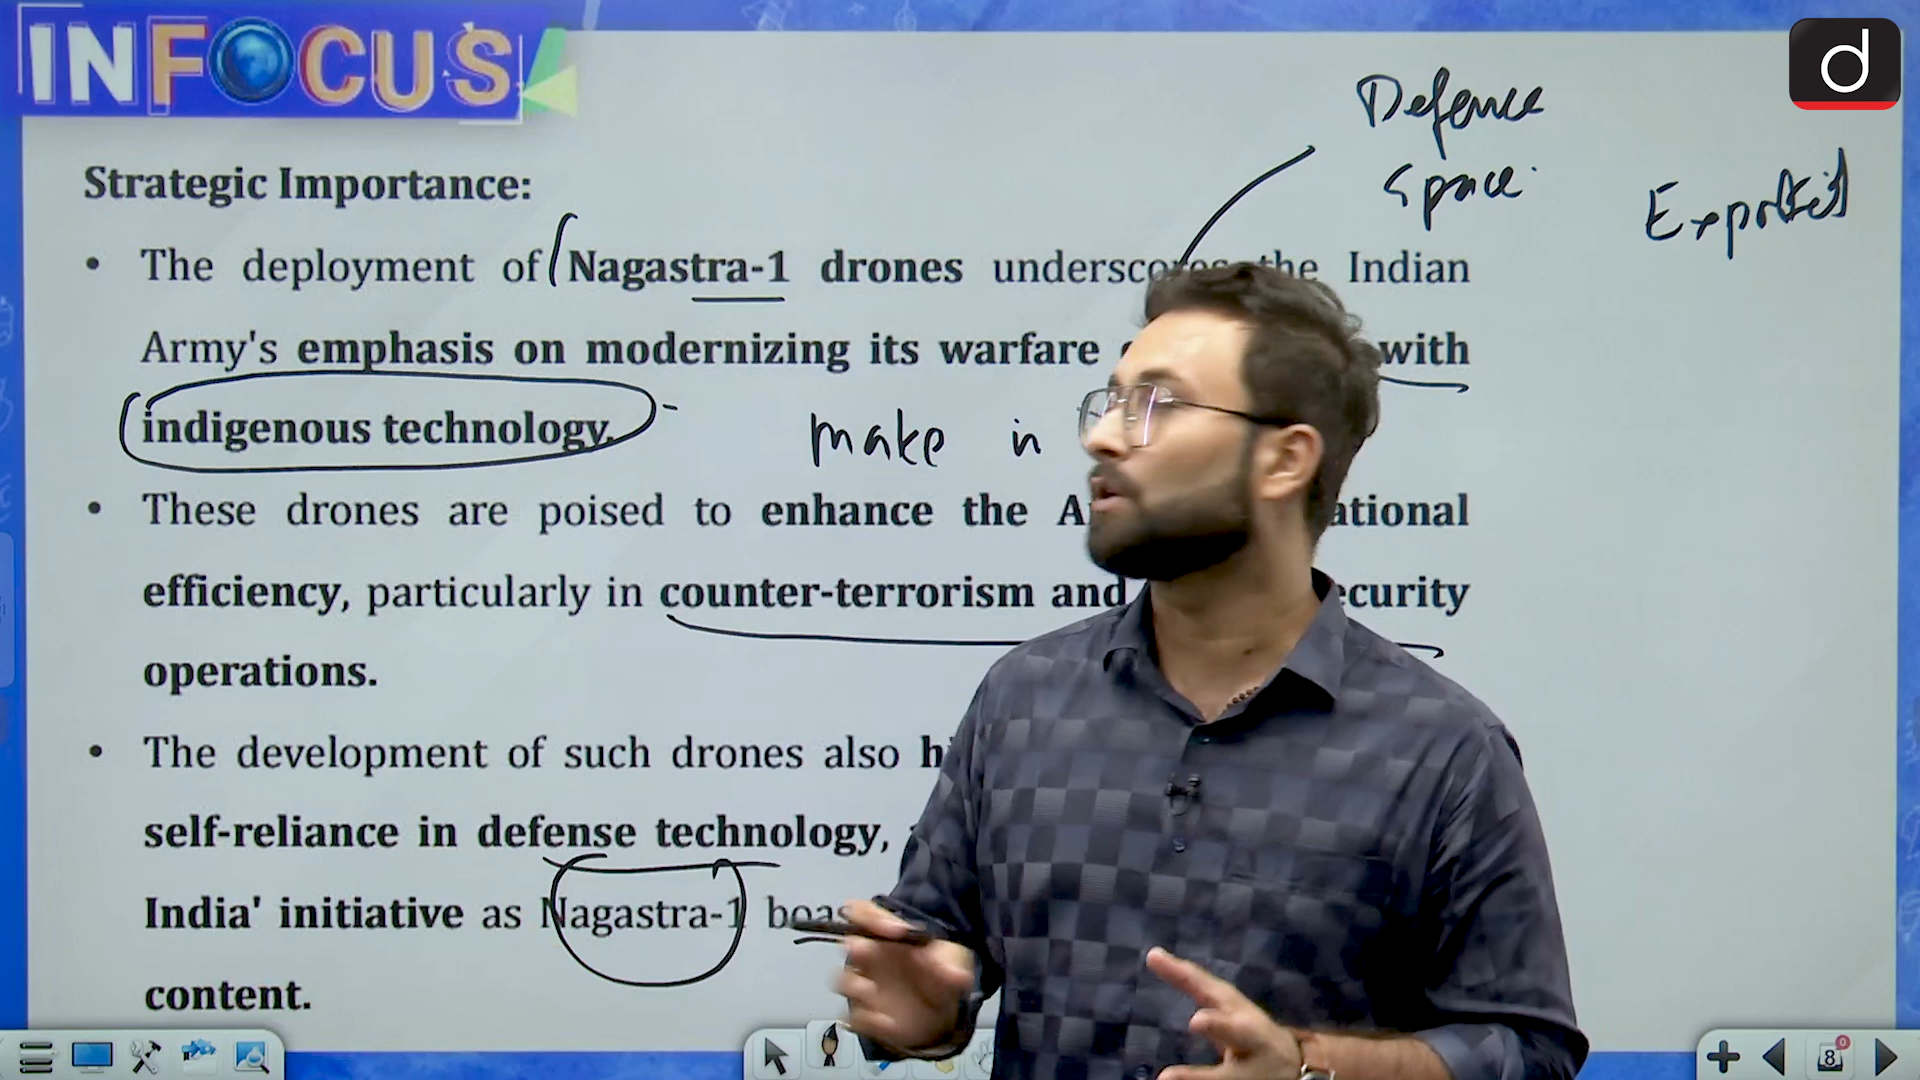 INFOCUS
d
Defence
Space
Exported
Strategic Importance:
• The deployment of Nagastra-1 drones underscores the Indian
Army's emphasis on modernizing its warfare with
indigenous technology.
make in
• These drones are poised to enhance the
efficiency, particularly in counter-terrorism and
operations.
• The development of such drones also
self-reliance in defense technology,
India' initiative as Nagastra-1
content.
8
0